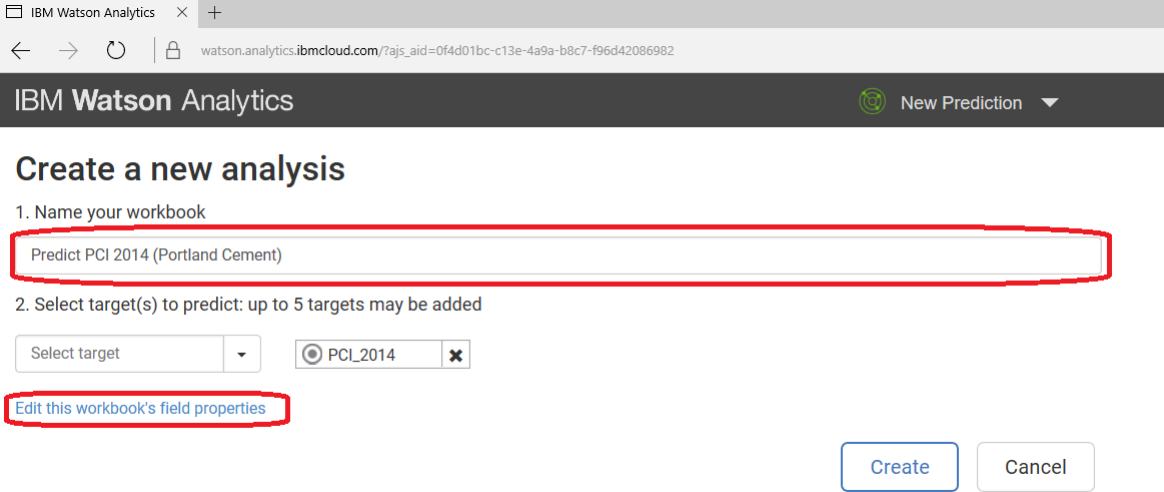 IBM Watson Analytics
watson.analytics.ibmcloud.com/?ajs_aid=0f4d01bc-c13e-4a9a-b8c7-f96d42086982
IBM Watson Analytics
New Prediction
Create a new analysis
1. Name your workbook
Predict PCI 2014 (Portland Cement)
2. Select target(s) to predict: up to 5 targets may be added
Select target
PCI_2014
Edit this workbook's field properties
Create
Cancel